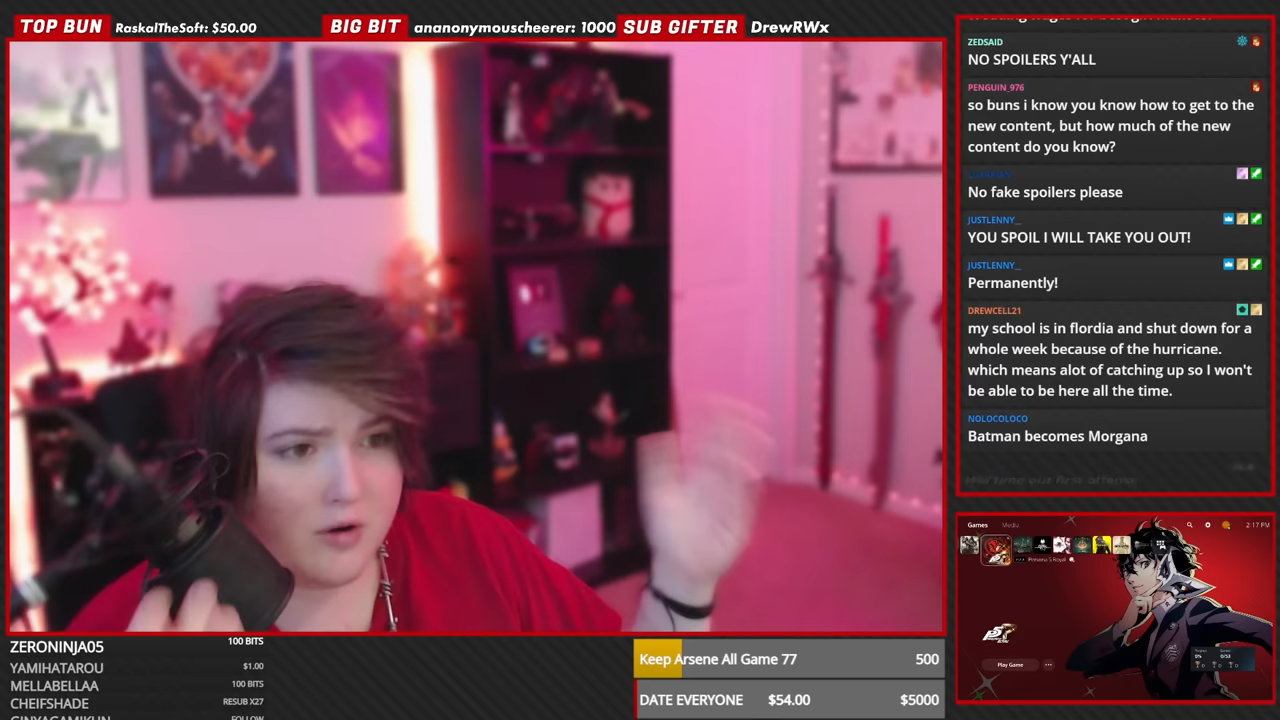 TOP BUN RaskalTheSoft: $50.00 BIG BIT ananonymouscheerer: 1000 SUB GIFTER DrewRWx
ZEDSAID
NO SPOILERS Y'ALL
PENGUIN_976
so buns i know you know how to get to the
new content, but how much of the new
content do you know?
No fake spoilers please
JUSTLENNY_
YOU SPOIL I WILL TAKE YOU OUT!
JUSTLENNY_
Permanently!
DREWCELL21
my school is in flordia and shut down for a
whole week because of the hurricane.
which means alot of catching up so I won't
be able to be here all the time.
NOLOCOLOCO
Batman becomes Morgana
Games Media 2:17 PM
Persona 5 Royal
Play Game
ZERONINJA05 100 BITS
YAMIHATAROU $1.00
MELLABELLAA 100 BITS
CHEIFSHADE RESUB X27
Keep Arsene All Game 77 500
DATE EVERYONE $54.00 $5000